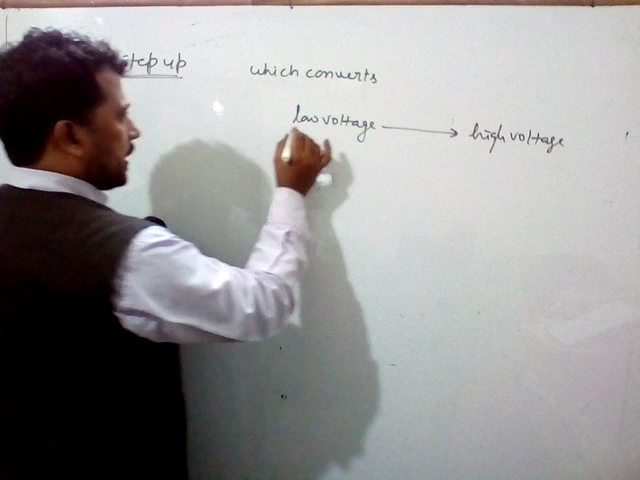 step up
which converts
low voltage → high voltage